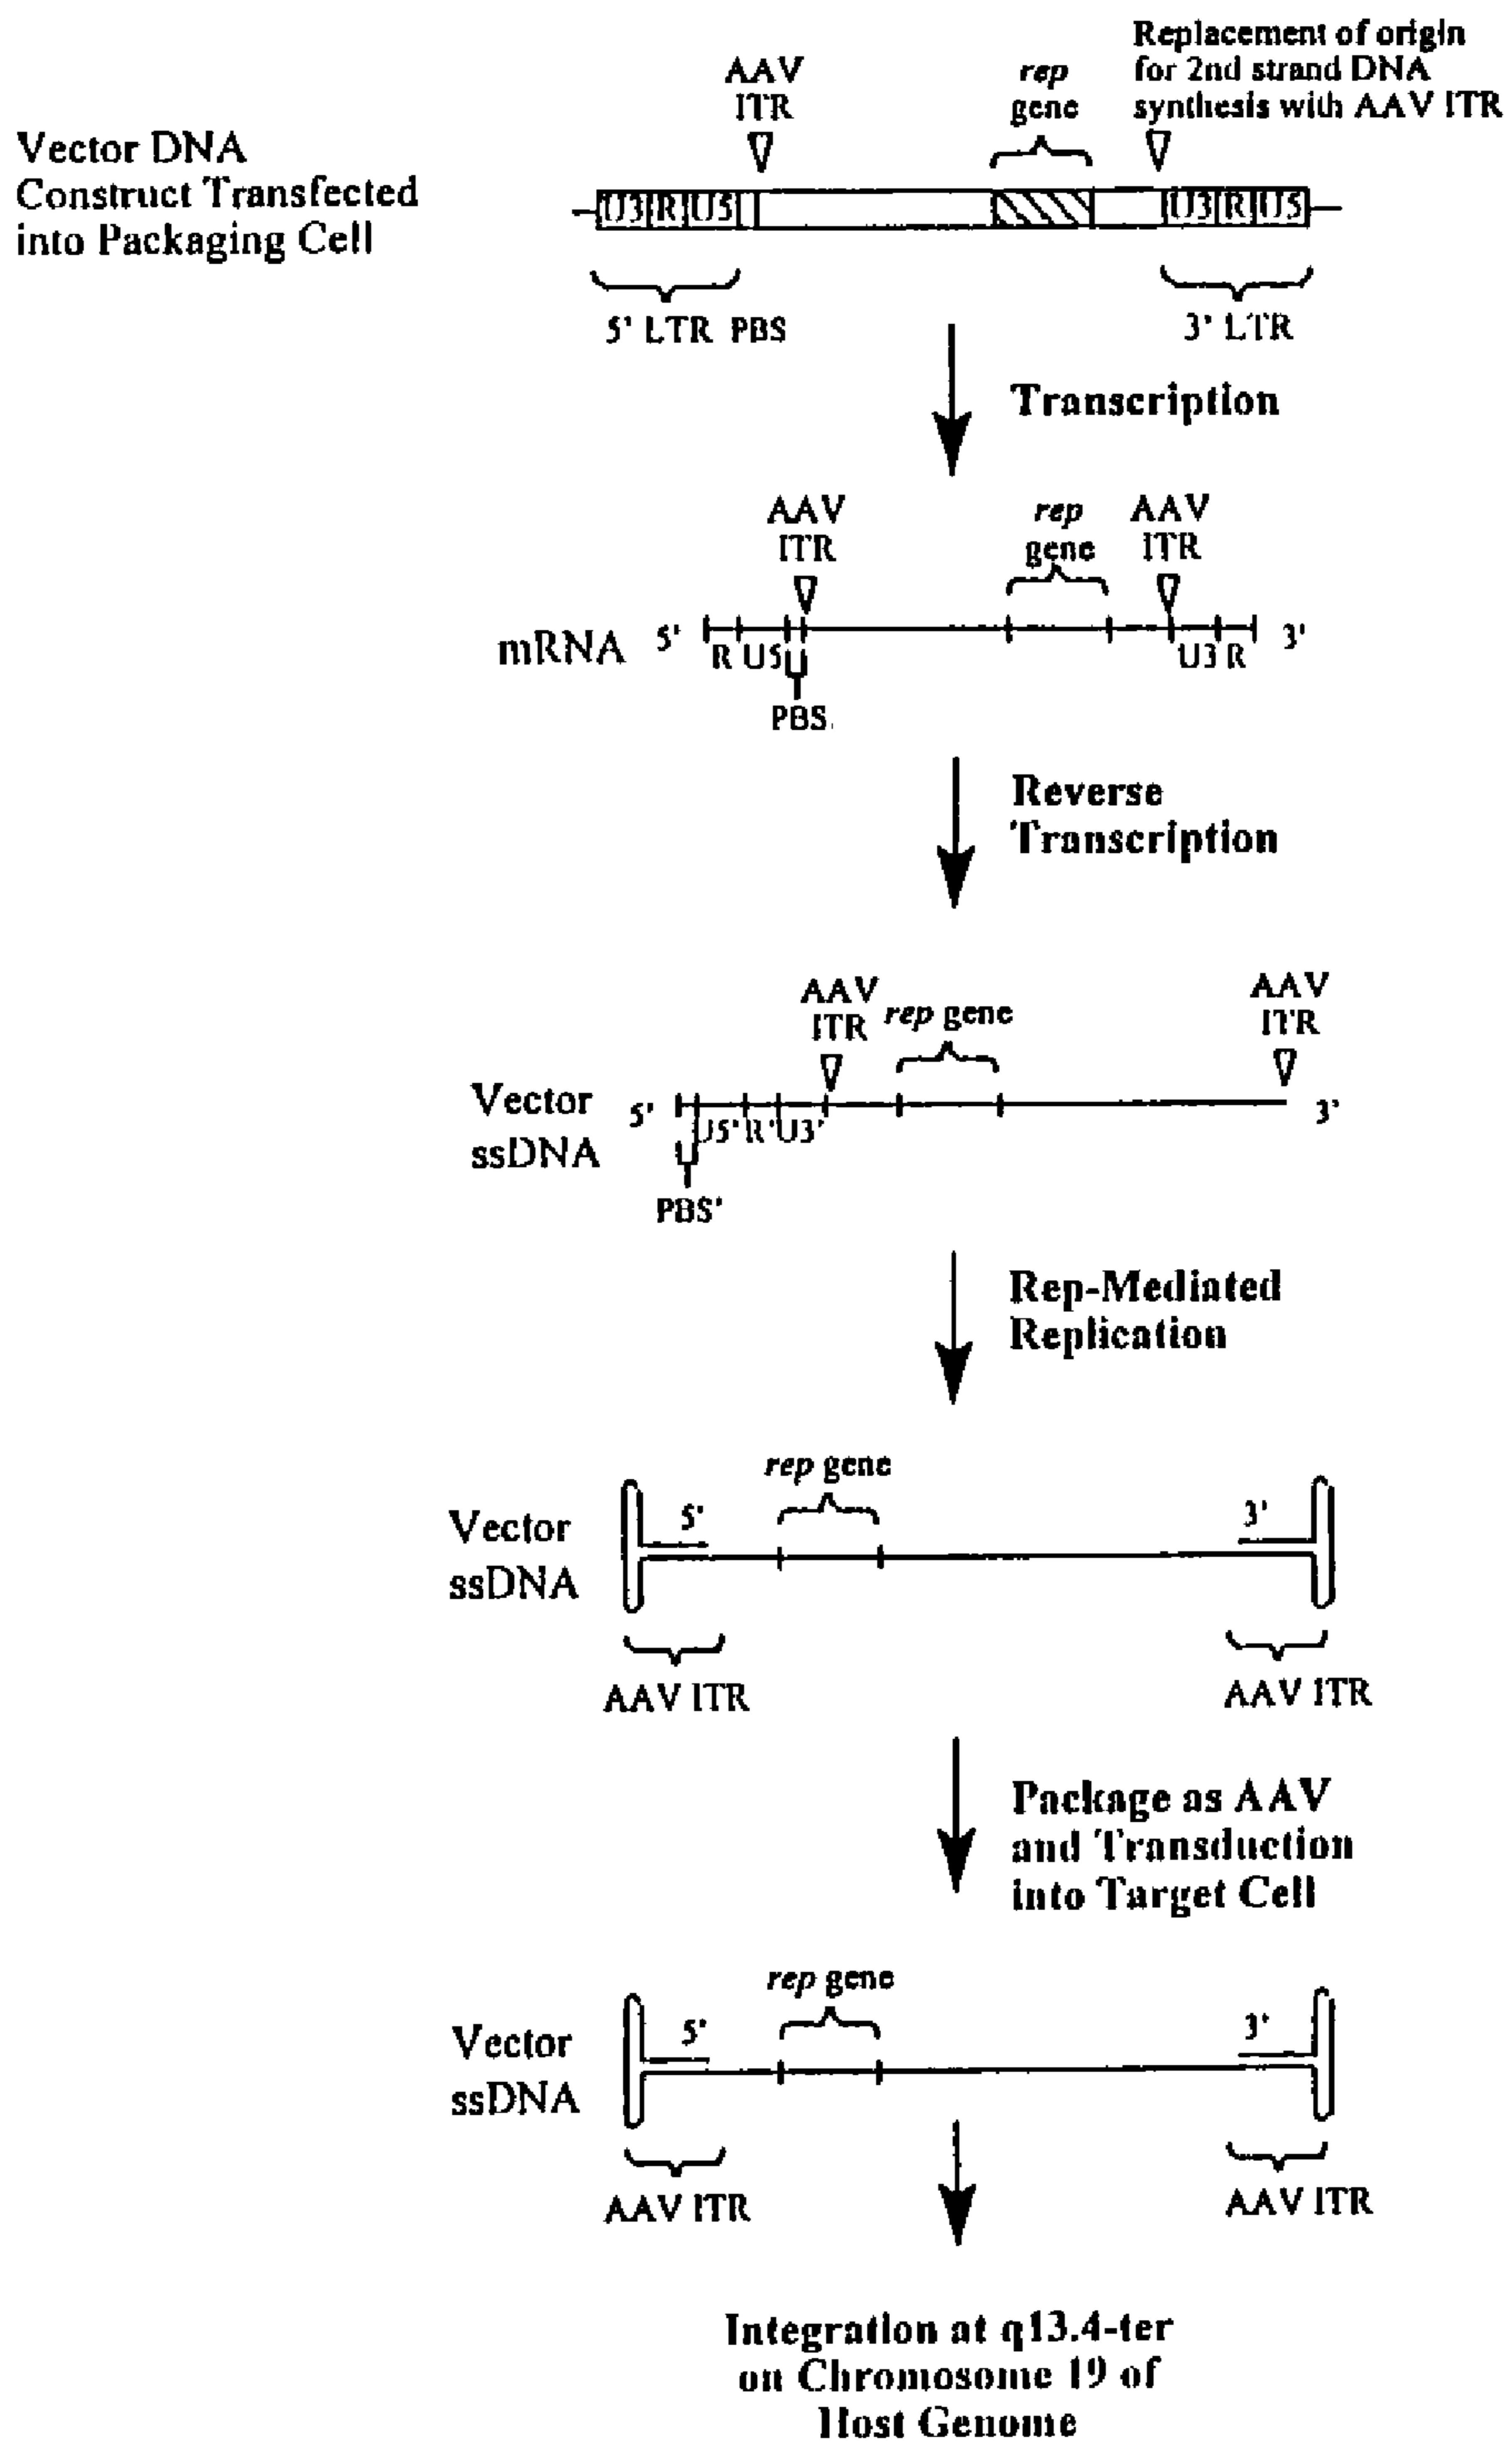 Vector DNA
Construct Transfected
into Packaging Cell
AAV
ITR
rep
gene
Replacement of origin
for 2nd strand DNA
synthesis with AAV ITR
U3 R U5
U3 R U5
5' LTR PBS
3' LTR
Transcription
AAV
ITR
rep
gene
AAV
ITR
mRNA 5'
3'
R U5
U3 R
PBS
Reverse
Transcription
AAV
ITR
rep gene
AAV
ITR
Vector
ssDNA
5'
3'
U5' R' U3'
PBS'
Rep-Mediated
Replication
rep gene
Vector
ssDNA
5'
3'
AAV ITR
AAV ITR
Package as AAV
and Transduction
into Target Cell
rep gene
Vector
ssDNA
5'
3'
AAV ITR
AAV ITR
Integration at q13.4-ter
on Chromosome 19 of
Host Genome